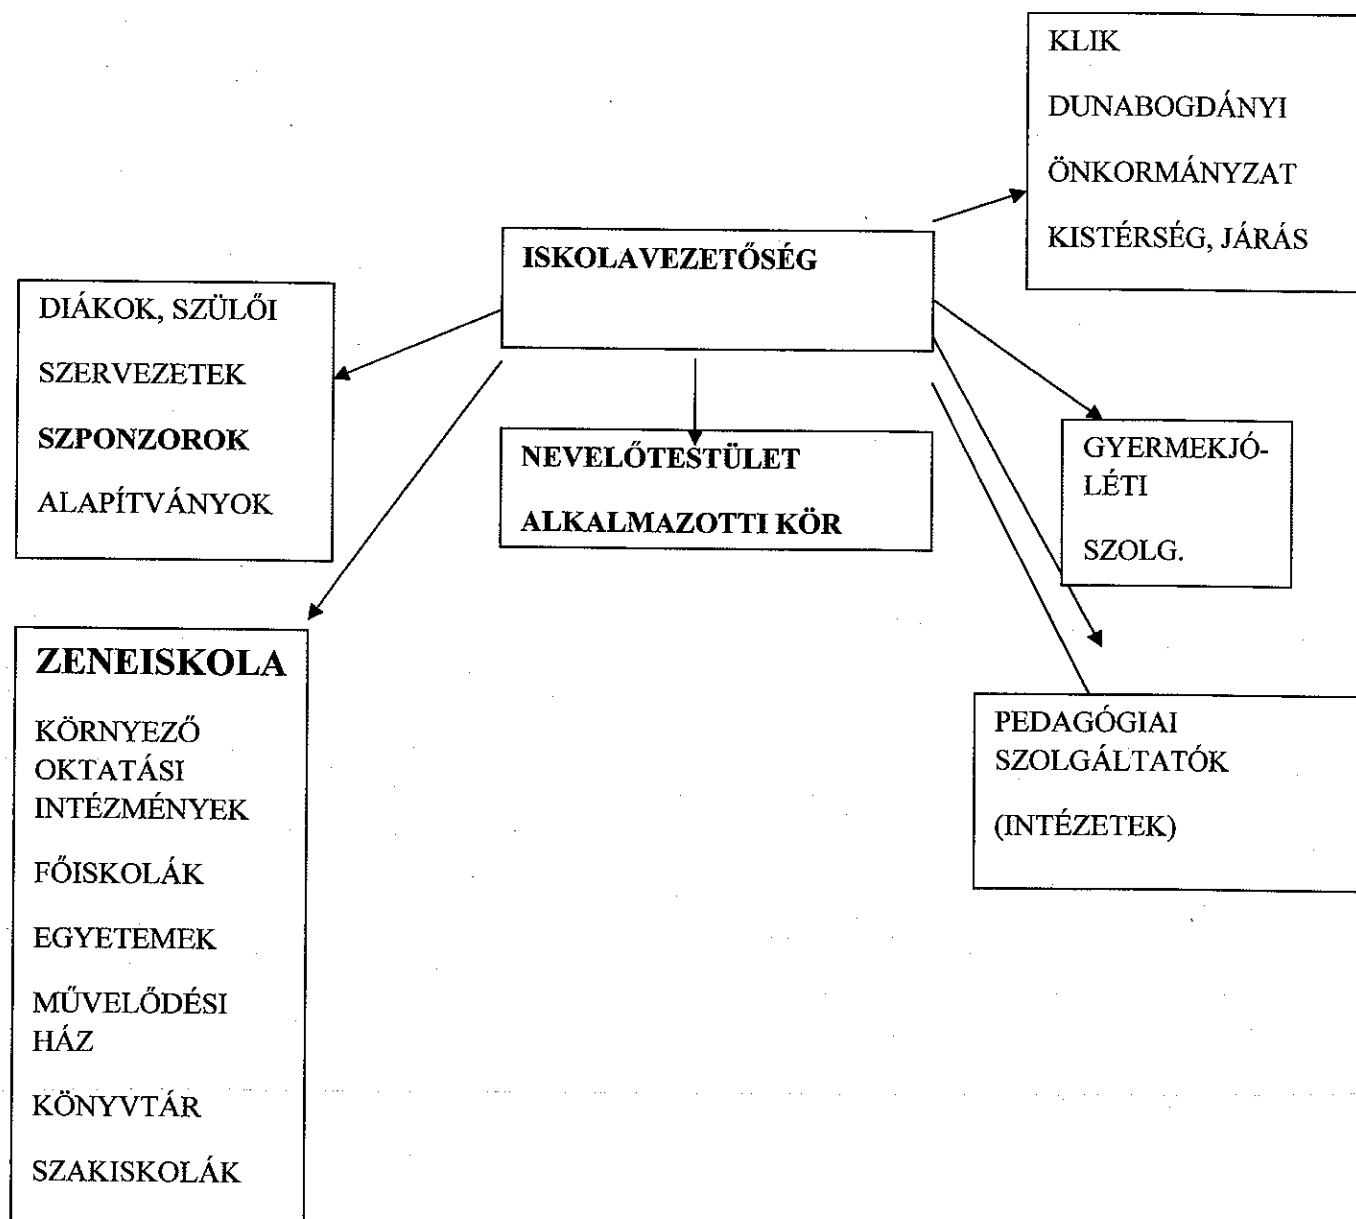 KLIK
DUNABOGDÁNYI
ÖNKORMÁNYZAT
KISTÉRSÉG, JÁRÁS
ISKOLAVEZETŐSÉG
DIÁKOK, SZÜLŐI
SZERVEZETEK
SZPONZOROK
ALAPÍTVÁNYOK
NEVELŐTESTÜLET
ALKALMAZOTTI KÖR
GYERMEKJÓ-
LÉTI
SZOLG.
ZENEISKOLA
KÖRNYEZŐ
OKTATÁSI
INTÉZMÉNYEK
FŐISKOLÁK
EGYETEMEK
MŰVELŐDÉSI
HÁZ
KÖNYVTÁR
SZAKISKOLÁK
PEDAGÓGIAI
SZOLGÁLTATÓK
(INTÉZETEK)